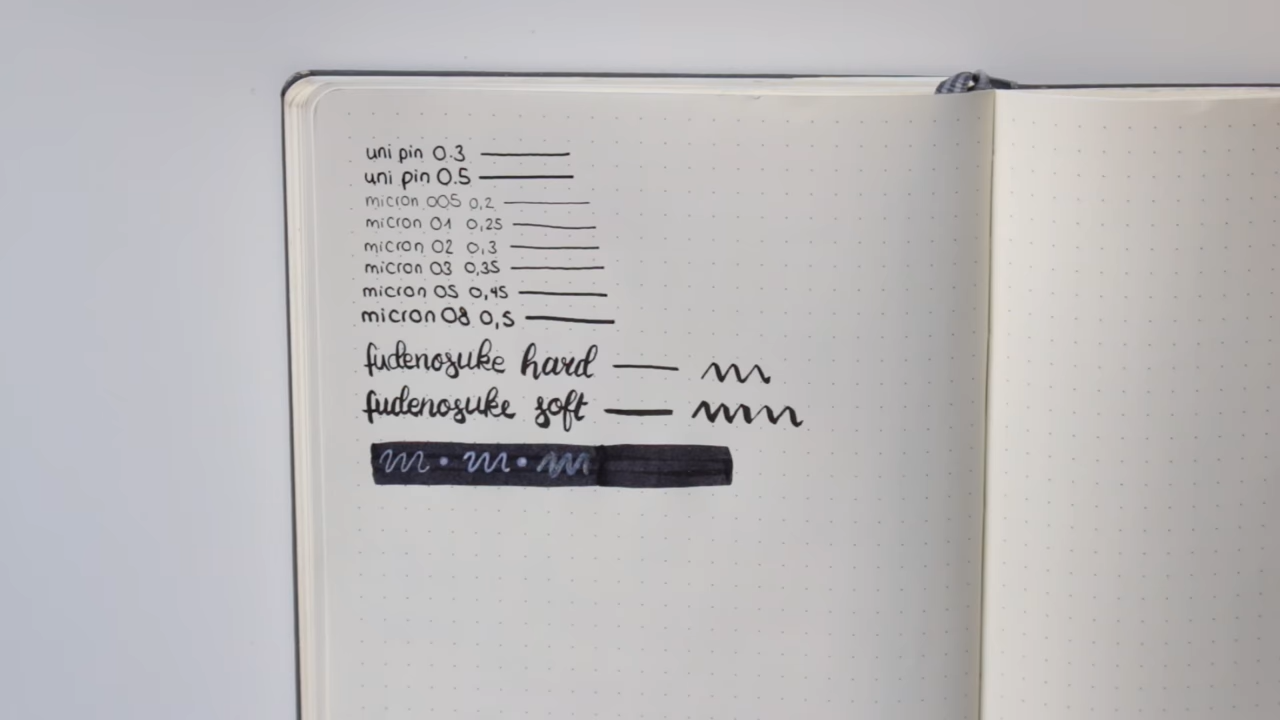 uni pin 0.3
uni pin 0.5
micron 005 0,2
micron 01 0,25
micron 02 0,3
micron 03 0,35
micron 05 0,45
micron 08 0,5
fudenosuke hard
fudenosuke soft